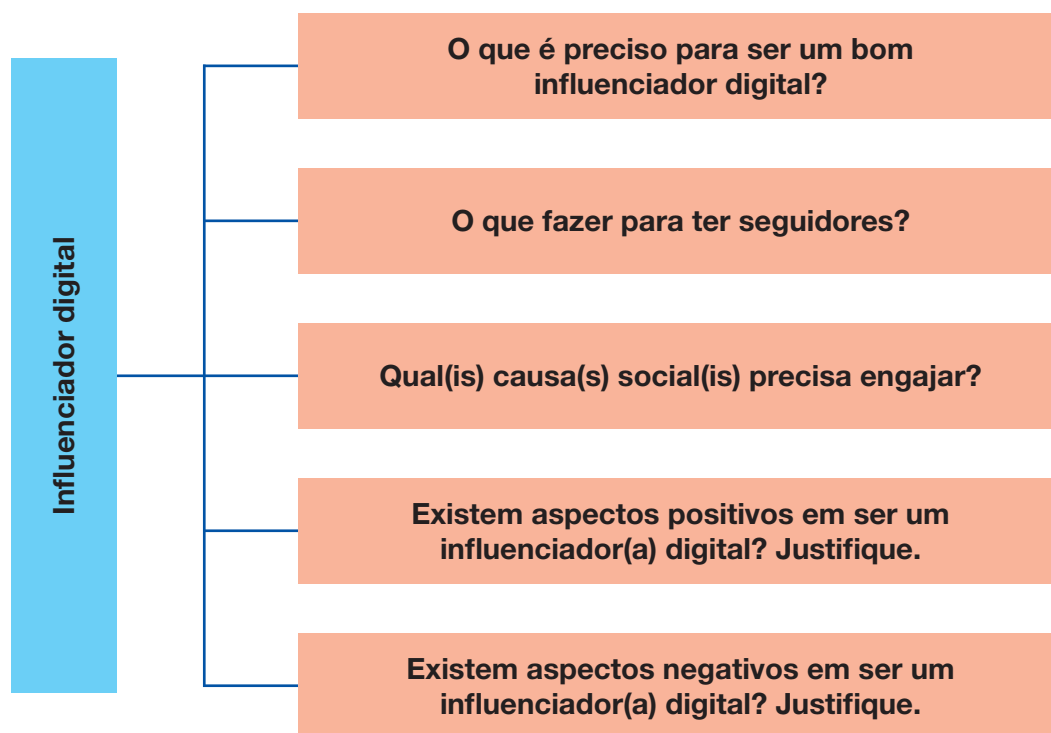 Influenciador digital
O que é preciso para ser um bom
influenciador digital?
O que fazer para ter seguidores?
Qual(is) causa(s) social(is) precisa engajar?
Existem aspectos positivos em ser um
influenciador(a) digital? Justifique.
Existem aspectos negativos em ser um
influenciador(a) digital? Justifique.